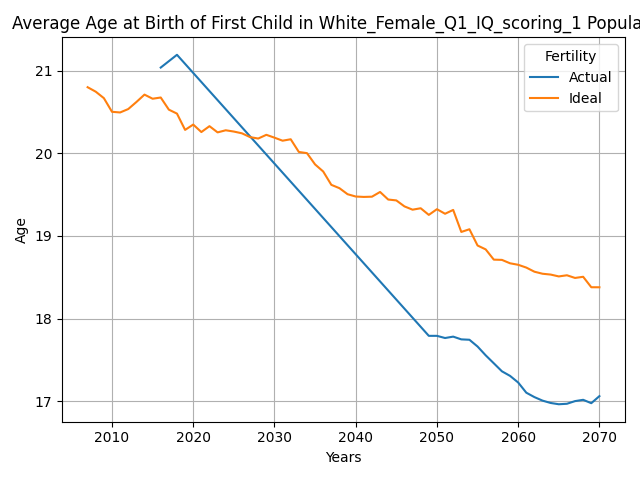 Average Age at Birth of First Child in White_Female_Q1_IQ_scoring_1 Popula
Fertility
Actual
Ideal
21
20
19
18
17
Age
2010 2020 2030 2040 2050 2060 2070
Years